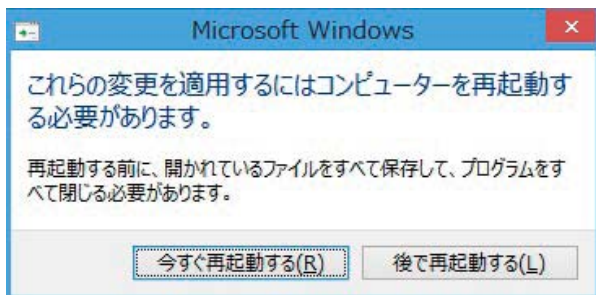 Microsoft Windows
これらの変更を適用するにはコンピューターを再起動す
る必要があります。
再起動する前に、開かれているファイルをすべて保存して、プログラムをす
べて閉じる必要があります。
今すぐ再起動する(R) 後で再起動する(L)